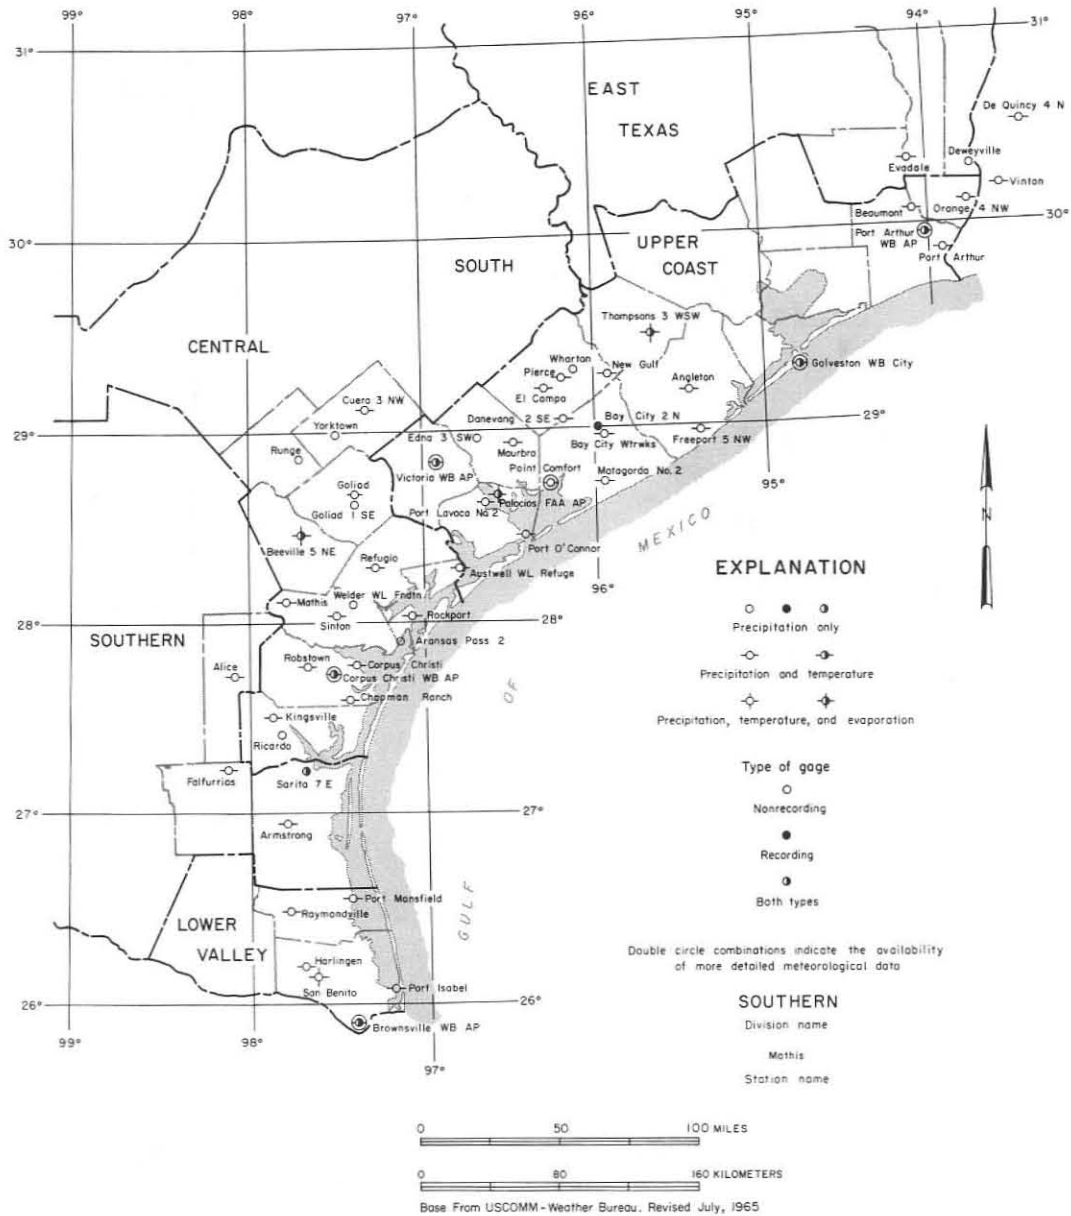 99°
98°
97°
96°
95°
94°
31°
31°
EAST
TEXAS
De Quincy 4 N
Deweyville
Evadale
Vinton
Orange 4 NW
Beaumont
30°
30°
Port Arthur
WB AP
Port Arthur
UPPER
COAST
SOUTH
CENTRAL
Thompsons 3 WSW
Galveston WB City
Wharton
New Gulf
Pierce
Angleton
El Campo
Cuero 3 NW
Danevang 2 SE
Bay City 2 N
29°
29°
Yorktown
Edna 3 SW
Freeport 5 NW
Bay City Wtrwks
Runge
Maurbro
Point Comfort
Matagorda No. 2
Victoria WB AP
95°
Goliad
Palacios FAA AP
Goliad 1 SE
Port Lavaca No 2
Beeville 5 NE
Port O'Connor
Refugio
Austwell WL Refuge
96°
MEXICO
N
EXPLANATION
Mathis
Welder WL Fndtn
Sinton
Rockport
28°
28°
SOUTHERN
Aransas Pass 2
Precipitation only
Robstown
Corpus Christi
Alice
Corpus Christi WB AP
Chapman Ranch
Precipitation and temperature
OF
Kingsville
Precipitation, temperature, and evaporation
Ricardo
Type of gage
Falfurrias
Sarita 7 E
Nonrecording
27°
27°
Armstrong
Recording
Both types
Port Mansfield
GULF
Raymondville
LOWER
VALLEY
Double circle combinations indicate the availability
of more detailed meteorological data
Harlingen
San Benito
Port Isabel
26°
26°
SOUTHERN
Division name
Brownsville WB AP
99°
98°
97°
Mathis
Station name
0 50 100 MILES
0 80 160 KILOMETERS
Base From USCOMM-Weather Bureau. Revised July, 1965